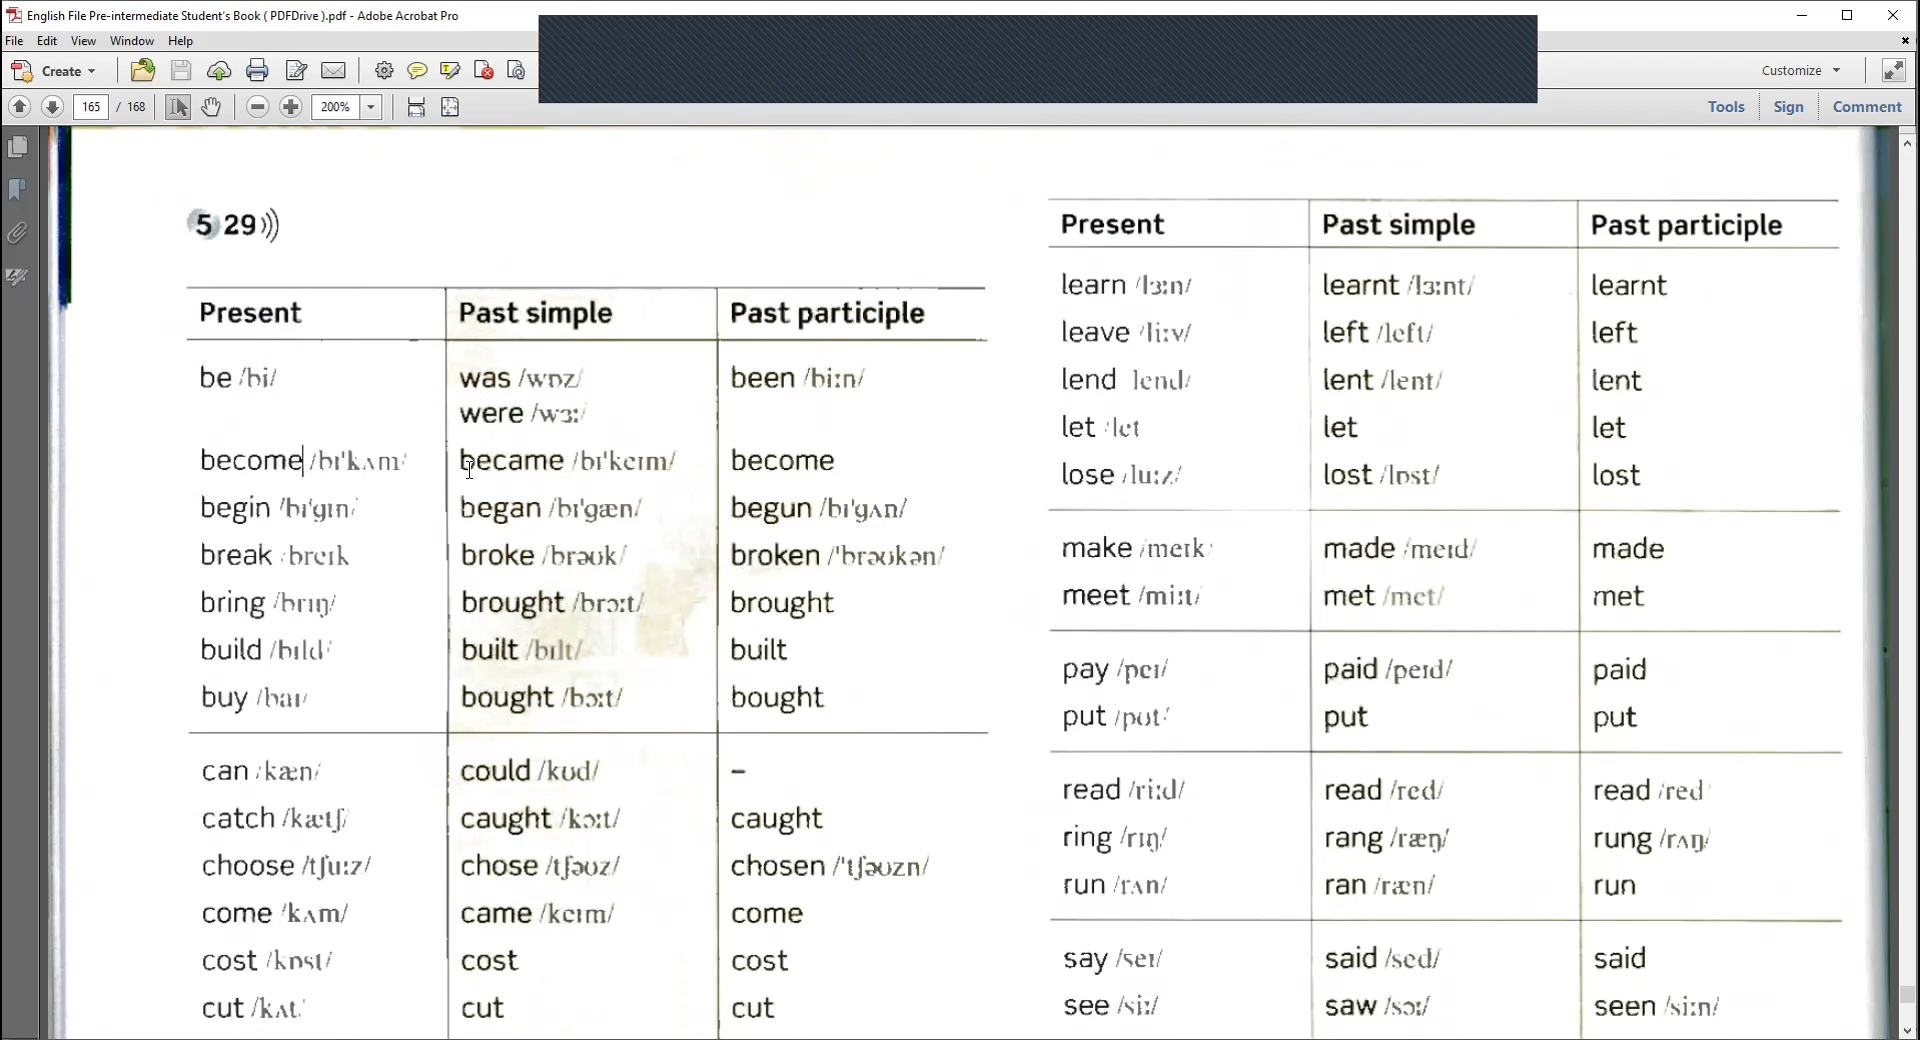 English File Pre-intermediate Student's Book ( PDFDrive ).pdf - Adobe Acrobat Pro
File Edit View Window Help
Create Customize
165 / 168 200% Tools Sign Comment
5 29
Present Past simple Past participle
be /bi/ was /wɒz/ been /biːn/
were /wɜː/
become /bɪˈkʌm/ became /bɪˈkeɪm/ become
begin /bɪˈɡɪn/ began /bɪˈɡæn/ begun /bɪˈɡʌn/
break /breɪk broke /brəʊk/ broken /ˈbrəʊkən/
bring /brɪŋ/ brought /brɔːt/ brought
build /bɪld/ built /bɪlt/ built
buy /baɪ/ bought /bɔːt/ bought
can /kæn/ could /kʊd/ –
catch /kætʃ/ caught /kɔːt/ caught
choose /tʃuːz/ chose /tʃəʊz/ chosen /ˈtʃəʊzn/
come /kʌm/ came /keɪm/ come
cost /kɒst/ cost cost
cut /kʌt/ cut cut
Present Past simple Past participle
learn /lɜːn/ learnt /lɜːnt/ learnt
leave /liːv/ left /left/ left
lend lend/ lent /lent/ lent
let /let let let
lose /luːz/ lost /lɒst/ lost
make /meɪk/ made /meɪd/ made
meet /miːt/ met /met/ met
pay /peɪ/ paid /peɪd/ paid
put /pʊt/ put put
read /riːd/ read /red/ read /red
ring /rɪŋ/ rang /ræŋ/ rung /rʌŋ/
run /rʌn/ ran /ræn/ run
say /seɪ/ said /sed/ said
see /siː/ saw /sɔː/ seen /siːn/